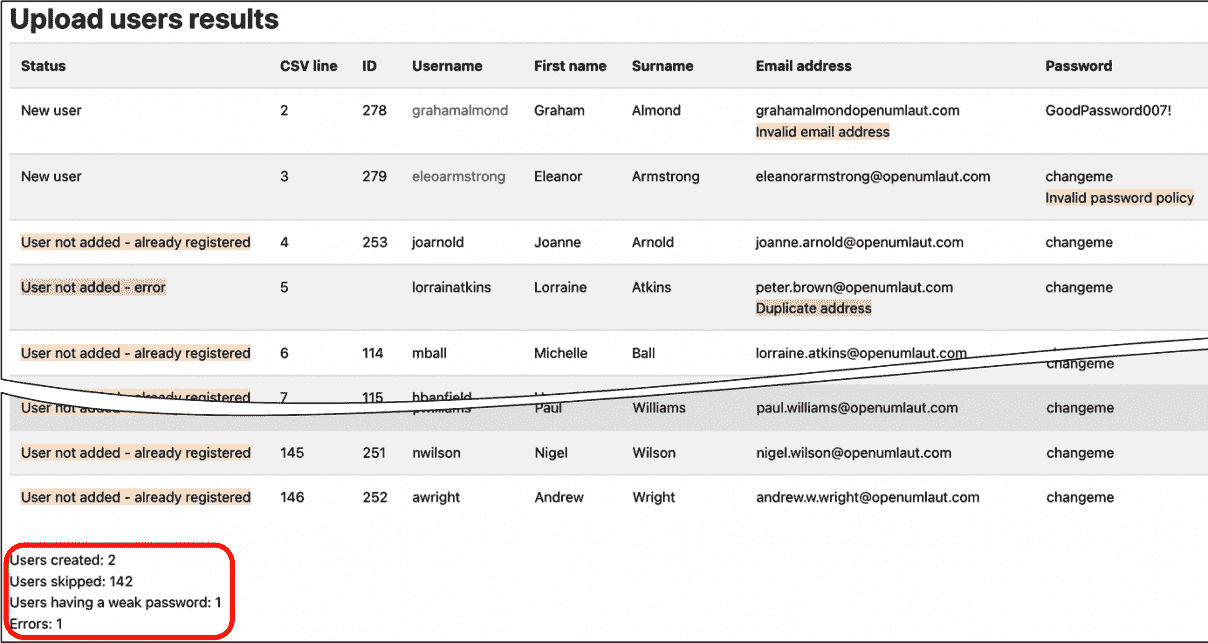 Upload users results
Status CSV line ID Username First name Surname Email address Password
New user 2 278 grahamalmond Graham Almond grahamalmondopenumlaut.com GoodPassword007!
Invalid email address
New user 3 279 eleoarmstrong Eleanor Armstrong eleanorarmstrong@openumlaut.com changeme
Invalid password policy
User not added - already registered 4 253 joarnold Joanne Arnold joanne.arnold@openumlaut.com changeme
User not added - error 5 lorrainatkins Lorraine Atkins peter.brown@openumlaut.com changeme
Duplicate address
User not added - already registered 6 114 mball Michelle Ball lorraine.atkins@openumlaut.com changeme
User not added - already registered 7 115 hbanfield
User not added - already registered pwilliams Paul Williams paul.williams@openumlaut.com changeme
User not added - already registered 145 251 nwilson Nigel Wilson nigel.wilson@openumlaut.com changeme
User not added - already registered 146 252 awright Andrew Wright andrew.w.wright@openumlaut.com changeme
Users created: 2
Users skipped: 142
Users having a weak password: 1
Errors: 1